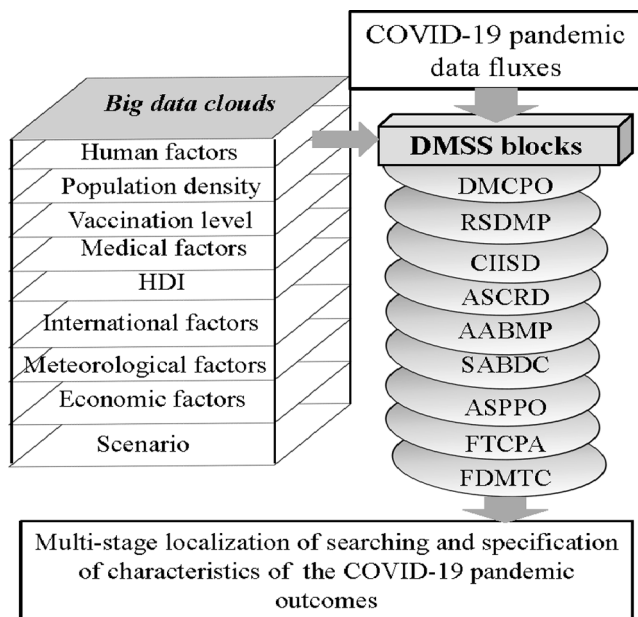 COVID-19 pandemic
data fluxes
Big data clouds
Human factors
Population density
Vaccination level
Medical factors
HDI
International factors
Meteorological factors
Economic factors
Scenario
DMSS blocks
DMCPO
RSDMP
CIISD
ASCRD
AABMP
SABDC
ASPPO
FTCPA
FDMTC
Multi-stage localization of searching and specification
of characteristics of the COVID-19 pandemic
outcomes